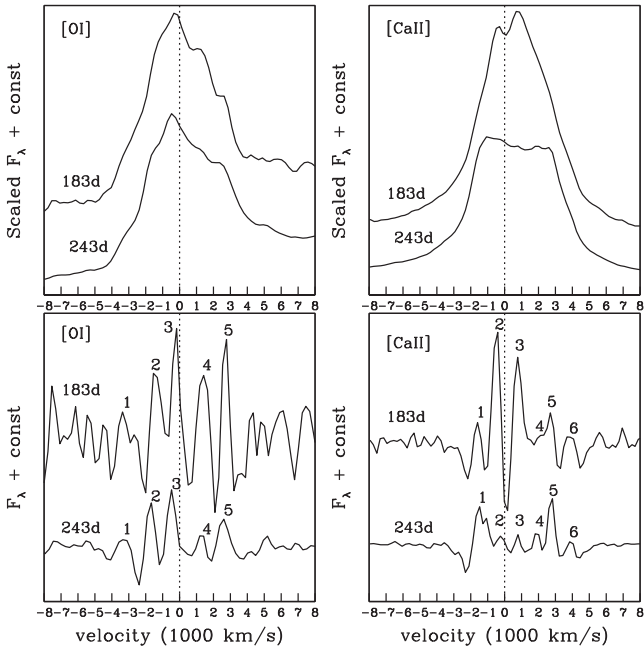 [OI]
183d
243d
Scaled Fλ + const
-8-7-6-5-4-3-2-1 0 1 2 3 4 5 6 7 8
[CaII]
183d
243d
Scaled Fλ + const
-8-7-6-5-4-3-2-1 0 1 2 3 4 5 6 7 8
[OI]
183d
1 2 3 4 5
243d
1 2 3 4 5
Fλ + const
-8-7-6-5-4-3-2-1 0 1 2 3 4 5 6 7 8
velocity (1000 km/s)
[CaII]
183d
1 2 3 4 5 6
243d
1 2 3 4 5 6
Fλ + const
-8-7-6-5-4-3-2-1 0 1 2 3 4 5 6 7 8
velocity (1000 km/s)